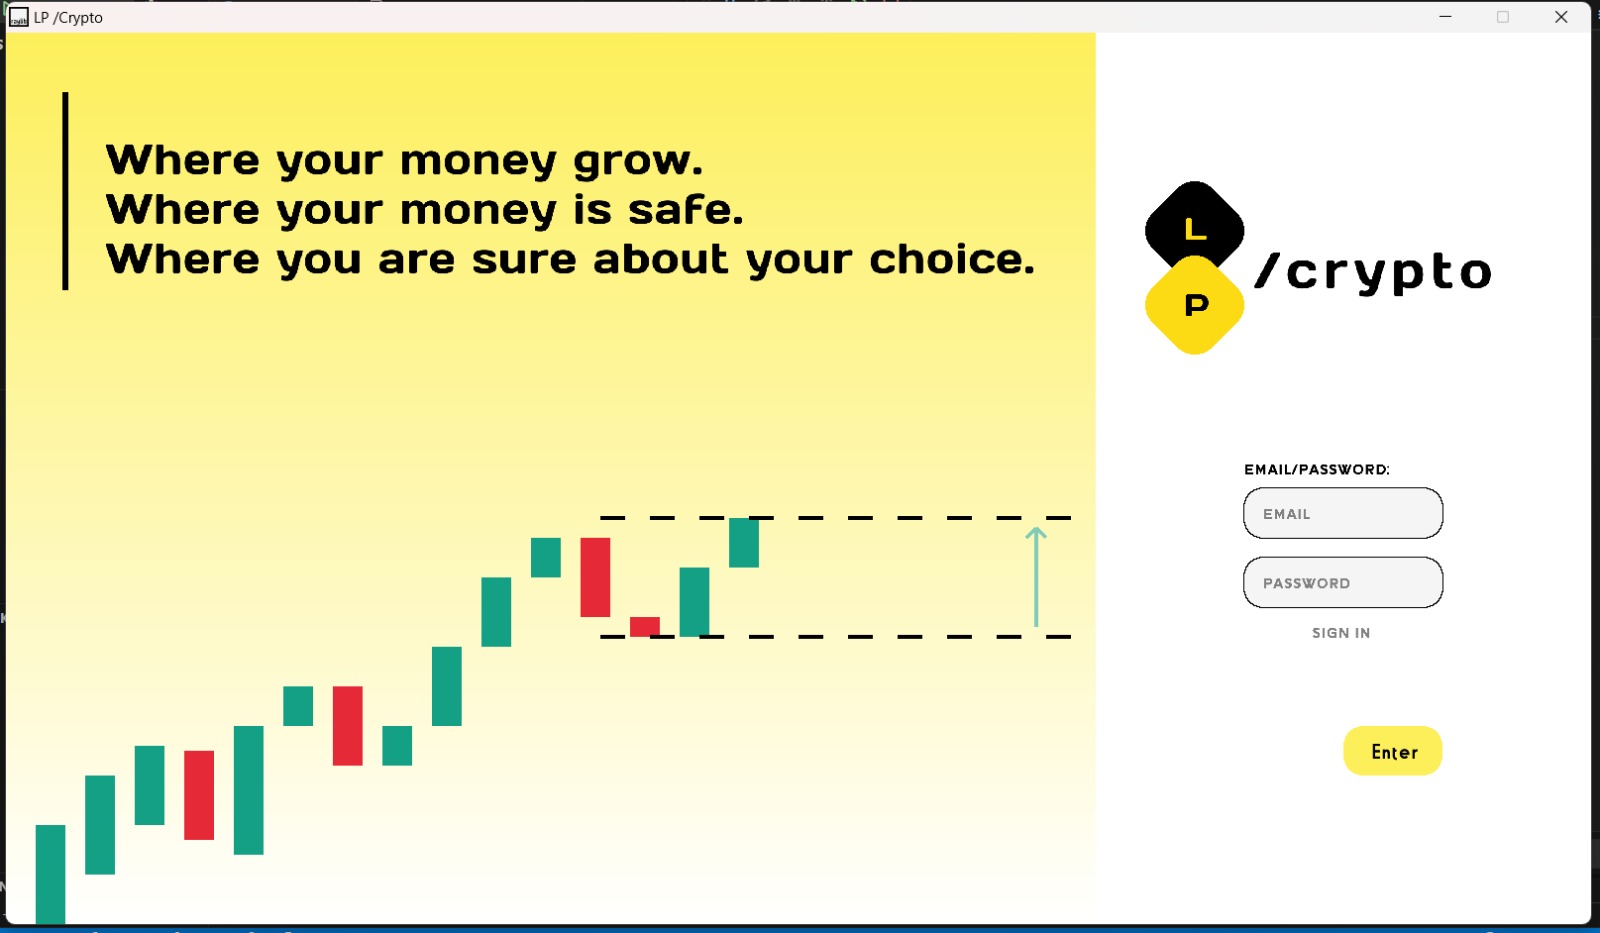 LP /Crypto
Where your money grow.
Where your money is safe.
Where you are sure about your choice.
L
P
/crypto
EMAIL/PASSWORD:
EMAIL
PASSWORD
SIGN IN
Enter